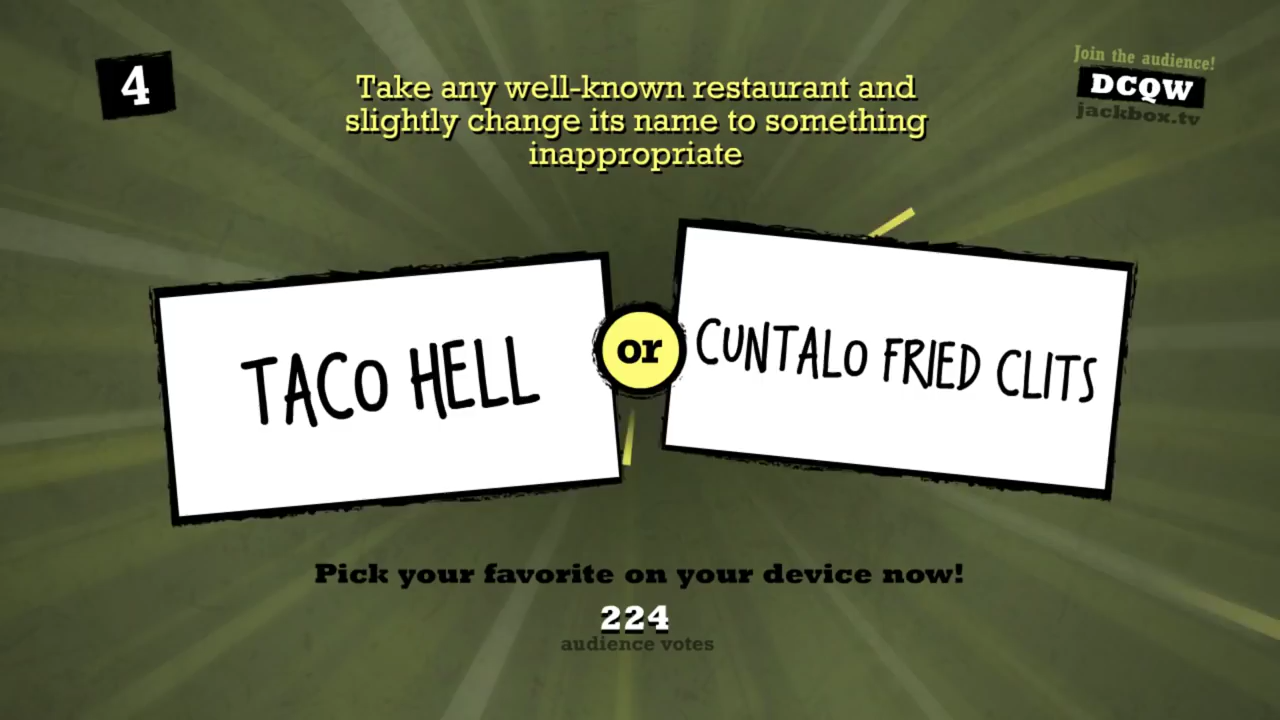 4
Take any well-known restaurant and
slightly change its name to something
inappropriate
Join the audience!
DCQW
jackbox.tv
TACO HELL
or
CUNTALO FRIED CLITS
Pick your favorite on your device now!
224
audience votes